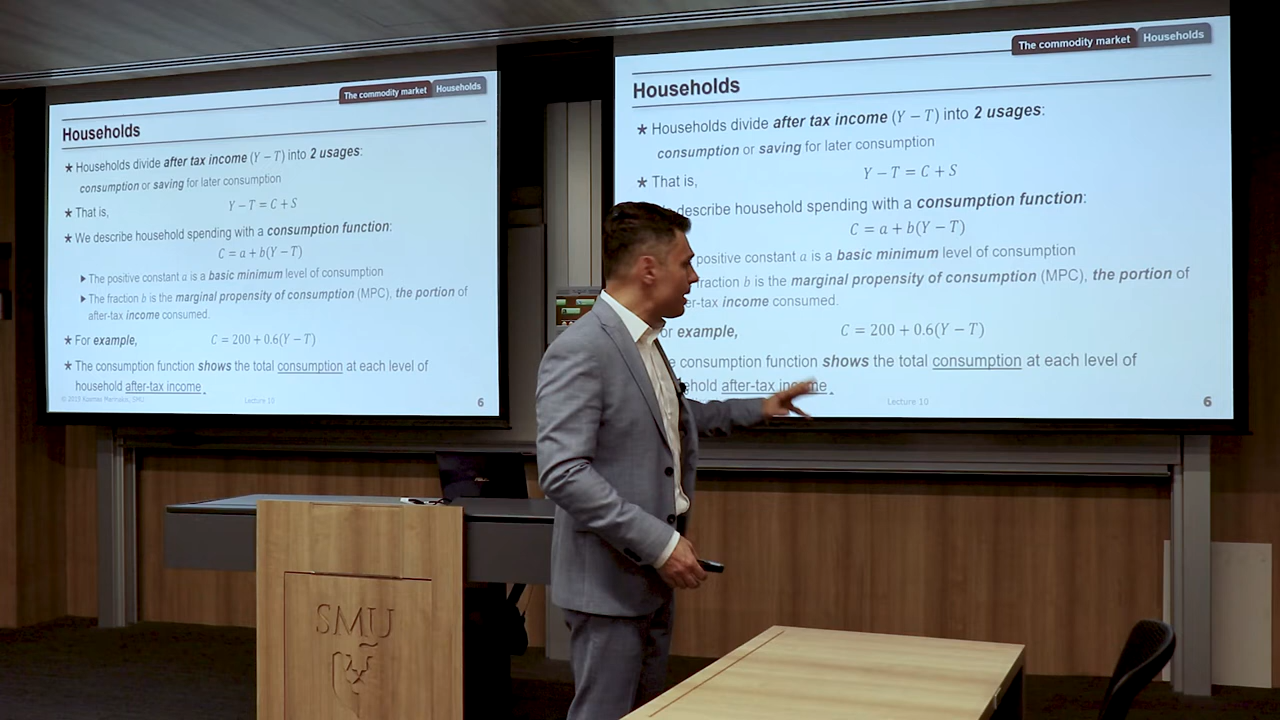 The commodity market Households
Households
★ Households divide after tax income (Y − T) into 2 usages:
consumption or saving for later consumption
★ That is, Y − T = C + S
★ We describe household spending with a consumption function:
C = a + b(Y − T)
▶ The positive constant a is a basic minimum level of consumption
▶ The fraction b is the marginal propensity of consumption (MPC), the portion of
after-tax income consumed.
★ For example, C = 200 + 0.6(Y − T)
★ The consumption function shows the total consumption at each level of
household after-tax income.
Lecture 10 6
The commodity market Households
Households
★ Households divide after tax income (Y − T) into 2 usages:
consumption or saving for later consumption
★ That is, Y − T = C + S
describe household spending with a consumption function:
C = a + b(Y − T)
positive constant a is a basic minimum level of consumption
fraction b is the marginal propensity of consumption (MPC), the portion of
er-tax income consumed.
or example, C = 200 + 0.6(Y − T)
e consumption function shows the total consumption at each level of
ehold after-tax income.
Lecture 10 6
SMU